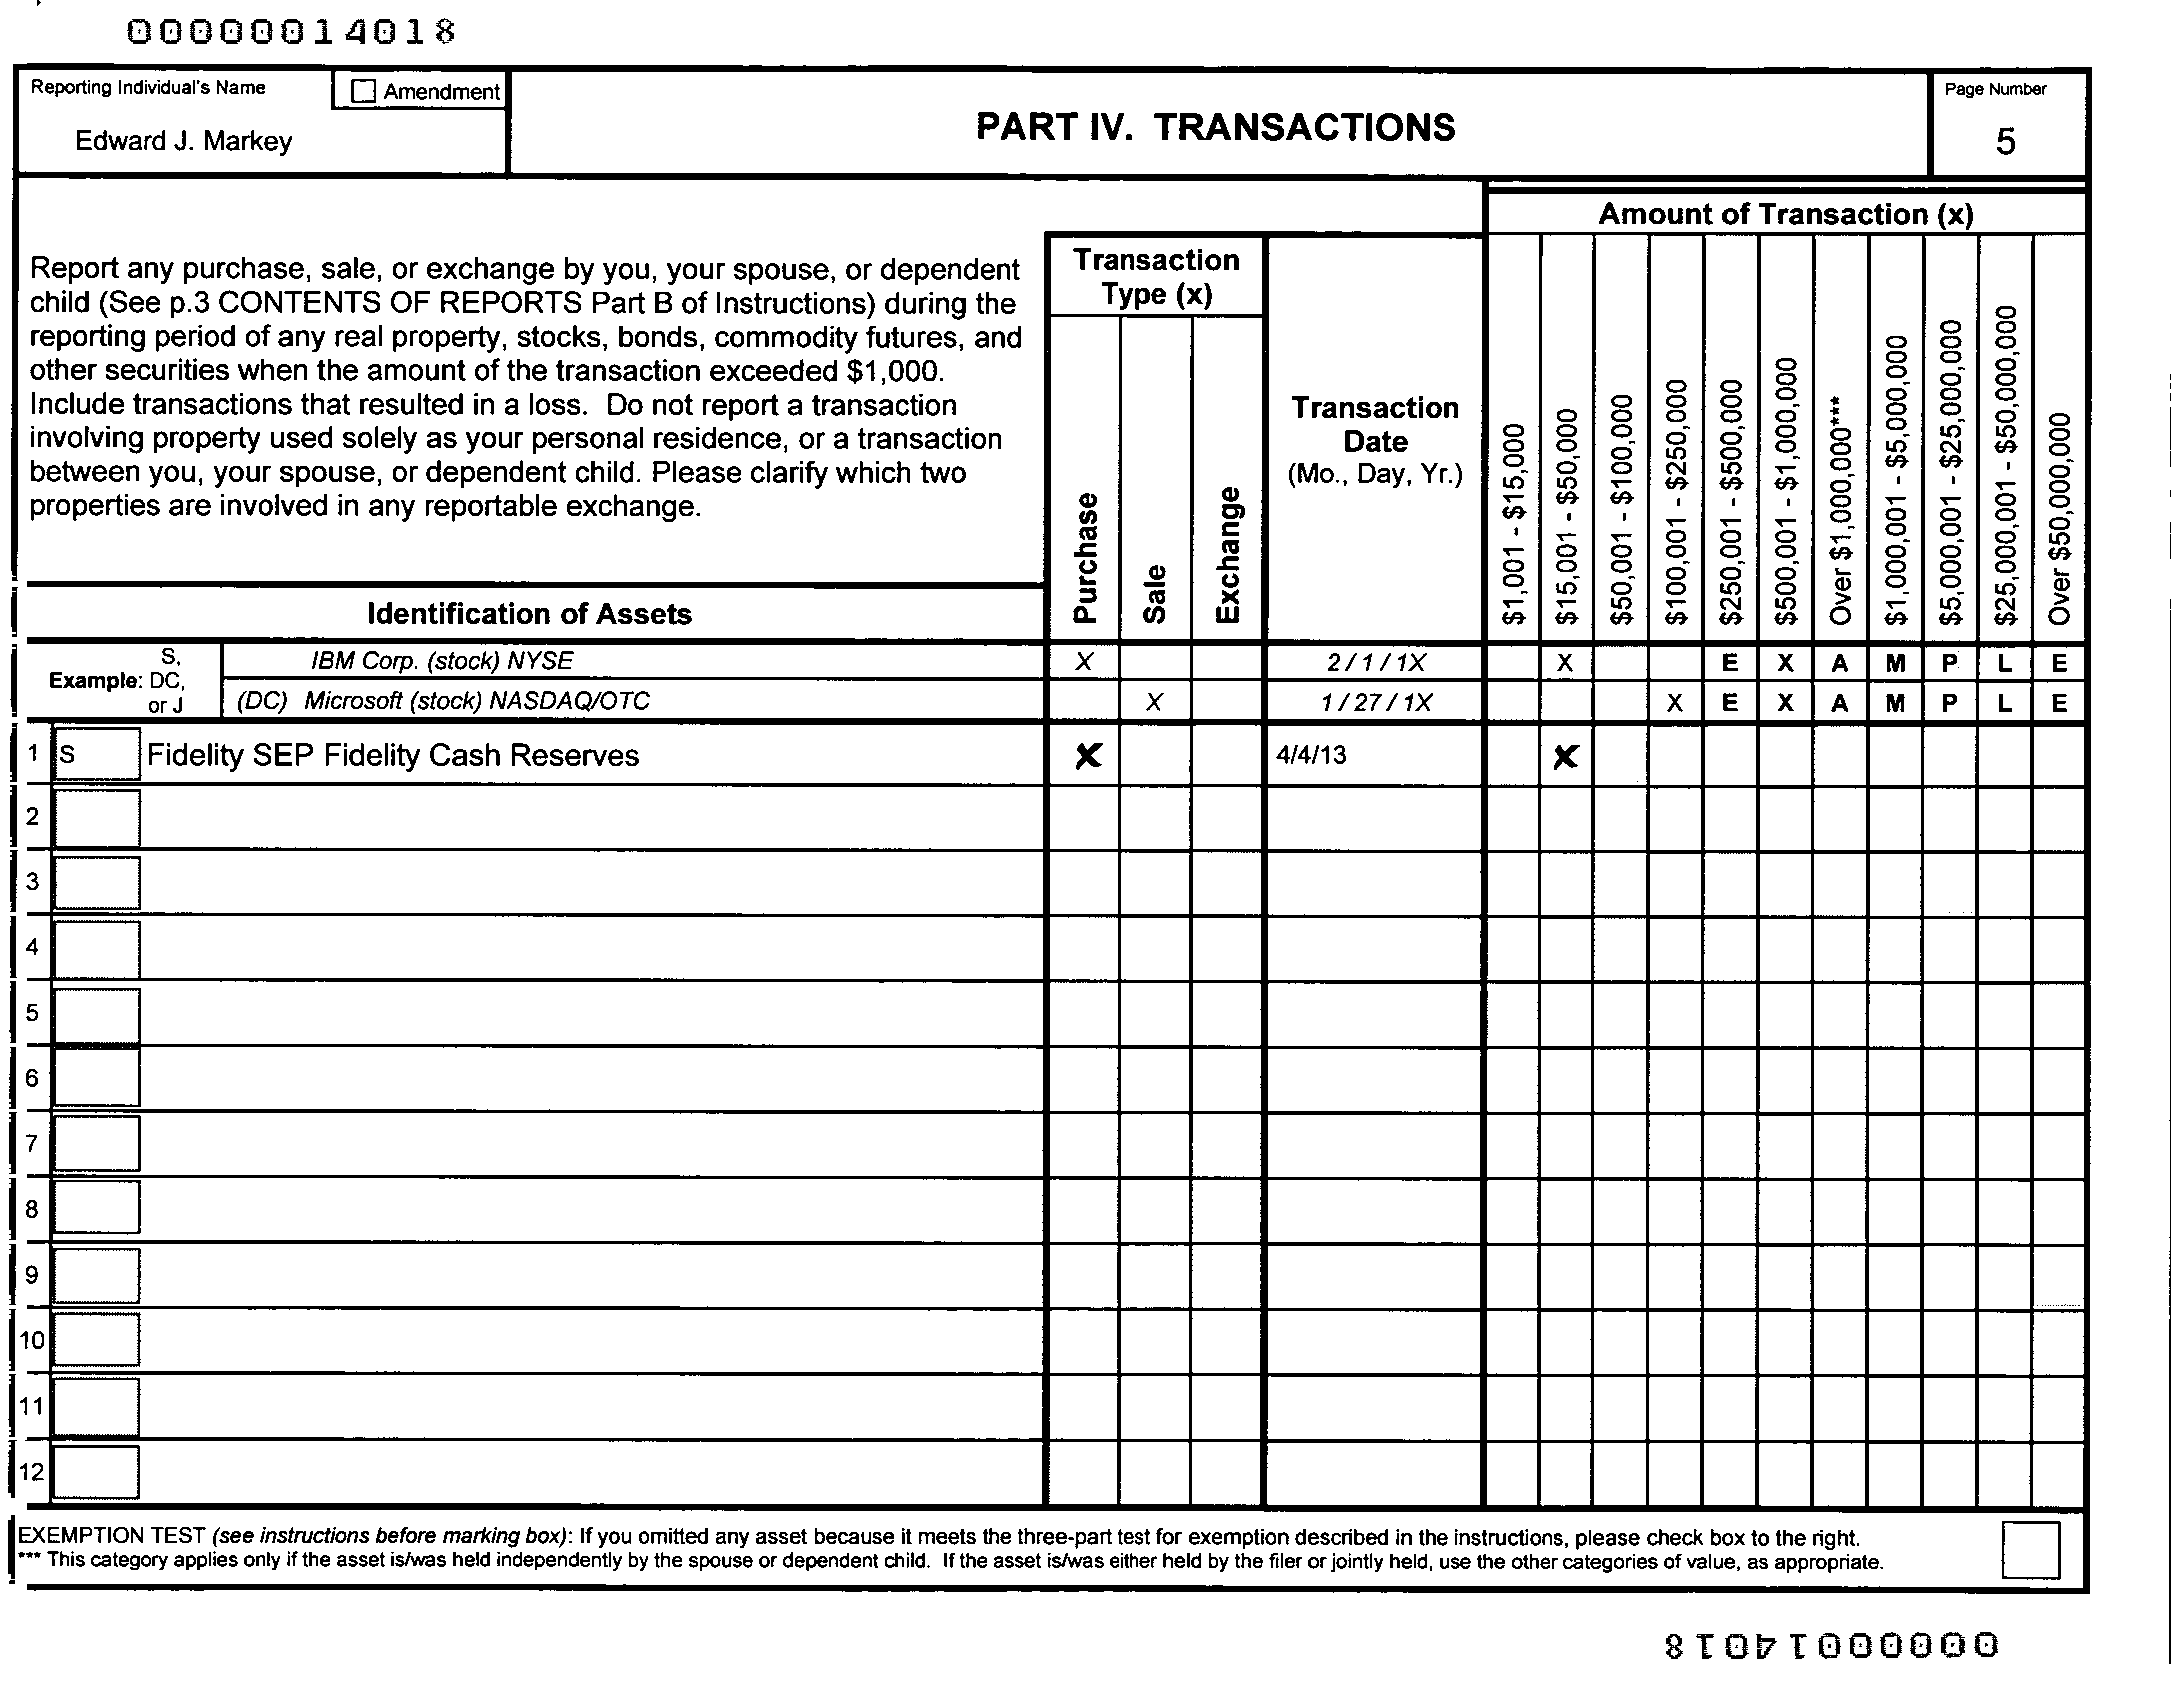 00000014018
Reporting Individual's Name
☐ Amendment
Edward J. Markey
PART IV. TRANSACTIONS
Page Number
5
Report any purchase, sale, or exchange by you, your spouse, or dependent
child (See p.3 CONTENTS OF REPORTS Part B of Instructions) during the
reporting period of any real property, stocks, bonds, commodity futures, and
other securities when the amount of the transaction exceeded $1,000.
Include transactions that resulted in a loss. Do not report a transaction
involving property used solely as your personal residence, or a transaction
between you, your spouse, or dependent child. Please clarify which two
properties are involved in any reportable exchange.
Identification of Assets
Transaction
Type (x)
Purchase
Sale
Exchange
Transaction
Date
(Mo., Day, Yr.)
Amount of Transaction (x)
$1,001 - $15,000
$15,001 - $50,000
$50,001 - $100,000
$100,001 - $250,000
$250,001 - $500,000
$500,001 - $1,000,000
Over $1,000,000***
$1,000,001 - $5,000,000
$5,000,001 - $25,000,000
$25,000,001 - $50,000,000
Over $50,000,000
Example: S, DC, or J
IBM Corp. (stock) NYSE X 2/1/1X X E X A M P L E
(DC) Microsoft (stock) NASDAQ/OTC X 1/27/1X X E X A M P L E
1 S Fidelity SEP Fidelity Cash Reserves X 4/4/13 X
2
3
4
5
6
7
8
9
10
11
12
EXEMPTION TEST (see instructions before marking box): If you omitted any asset because it meets the three-part test for exemption described in the instructions, please check box to the right.
*** This category applies only if the asset is/was held independently by the spouse or dependent child. If the asset is/was either held by the filer or jointly held, use the other categories of value, as appropriate.
00000014018